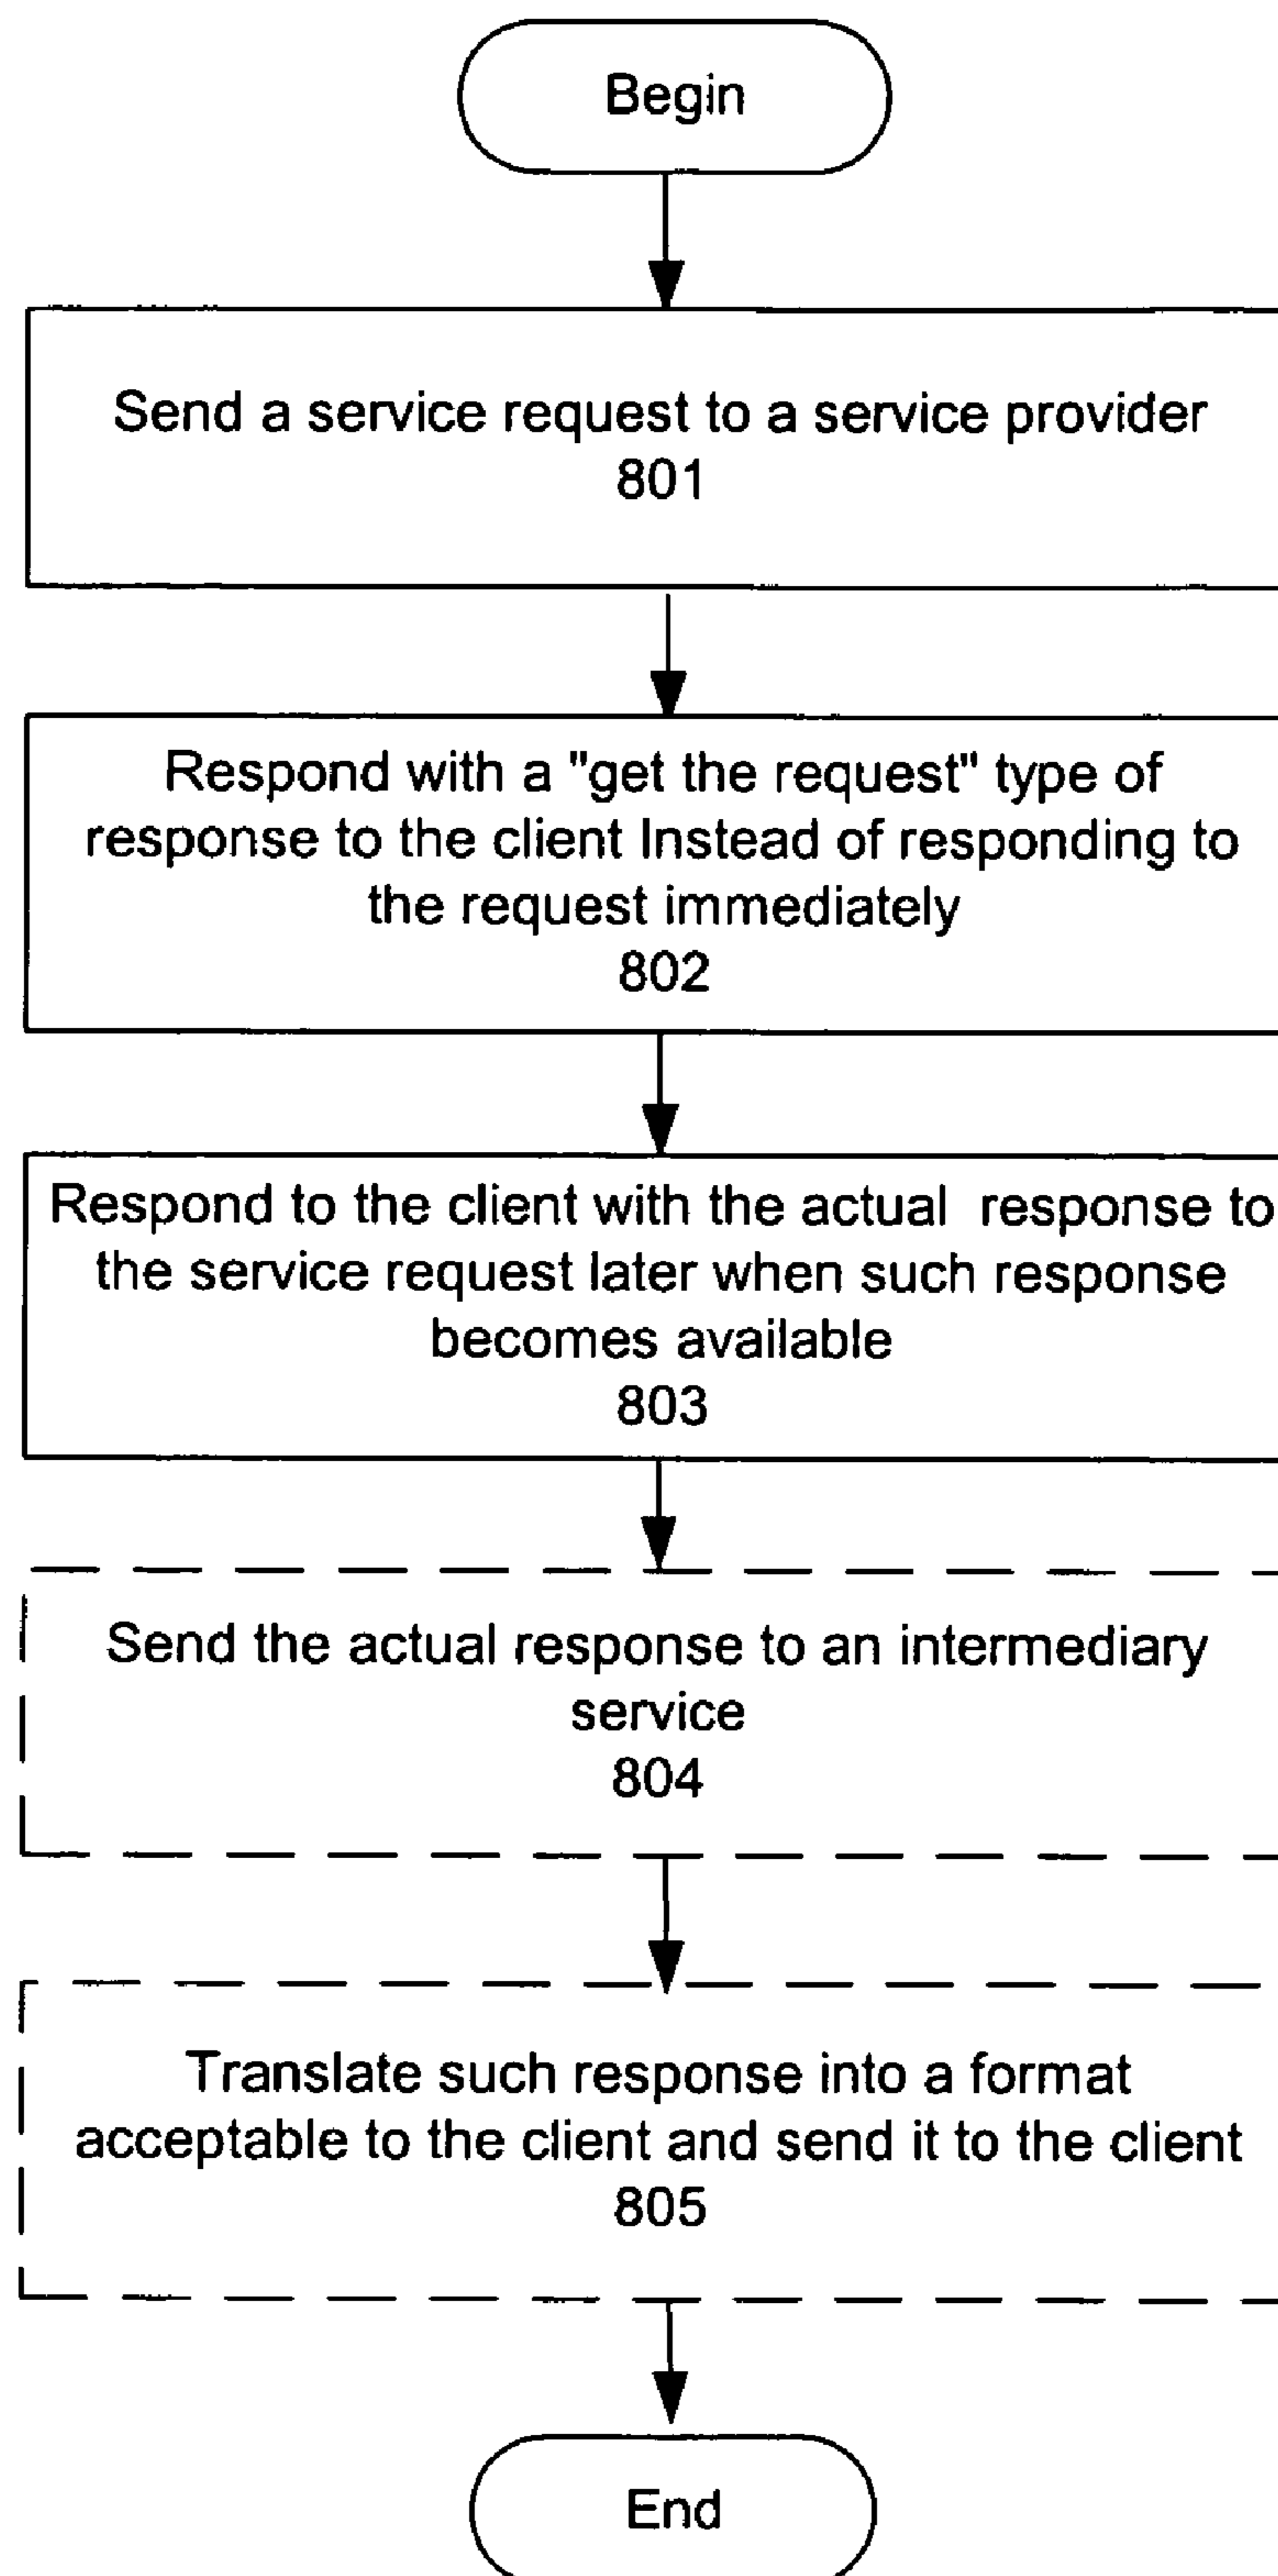 Begin
Send a service request to a service provider
801
Respond with a "get the request" type of
response to the client Instead of responding to
the request immediately
802
Respond to the client with the actual  response to
the service request later when such response
becomes available
803
Send the actual response to an intermediary
service
804
Translate such response into a format
acceptable to the client and send it to the client
805
End